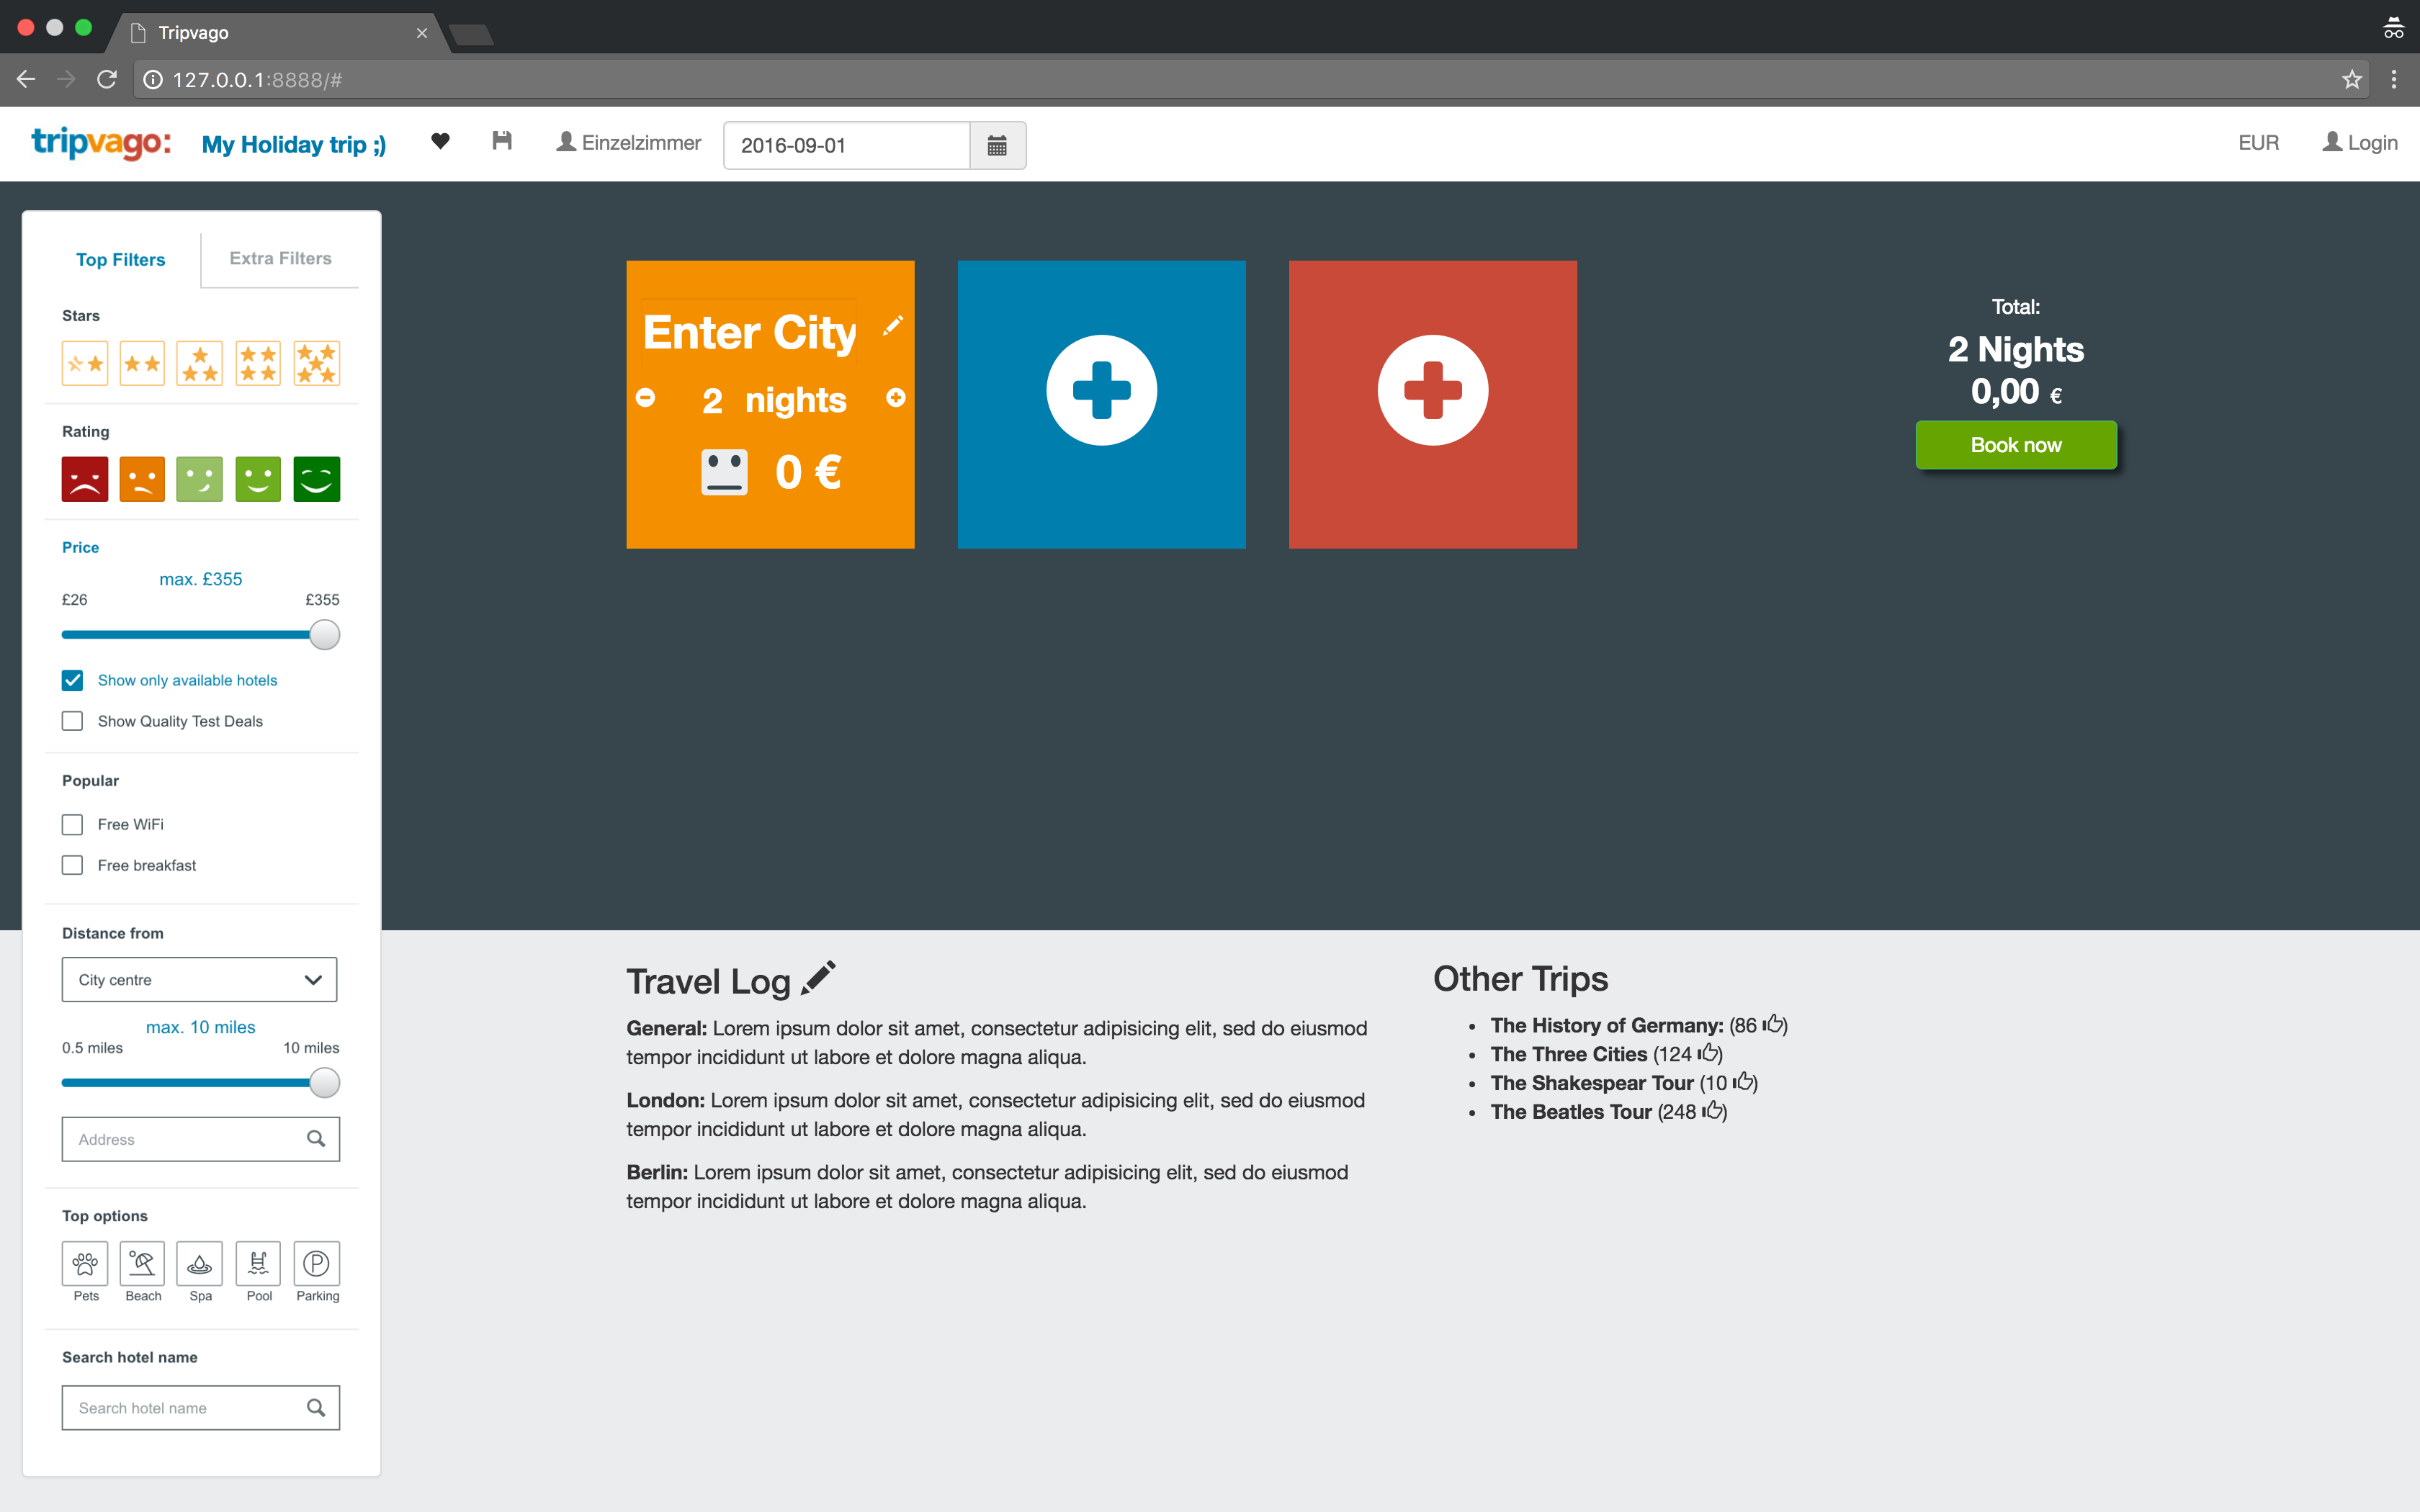 Tripvago
127.0.0.1:8888/#
tripvago:
My Holiday trip ;)
Einzelzimmer
2016-09-01
EUR
Login
Top Filters
Extra Filters
Stars
Rating
Price
max. £355
£26
£355
Show only available hotels
Show Quality Test Deals
Popular
Free WiFi
Free breakfast
Distance from
City centre
max. 10 miles
0.5 miles
10 miles
Address
Top options
Pets
Beach
Spa
Pool
P
Parking
Search hotel name
Search hotel name
Enter City
2 nights
0 €
Total:
2 Nights
0,00 €
Book now
Travel Log
General: Lorem ipsum dolor sit amet, consectetur adipisicing elit, sed do eiusmod
tempor incididunt ut labore et dolore magna aliqua.
London: Lorem ipsum dolor sit amet, consectetur adipisicing elit, sed do eiusmod
tempor incididunt ut labore et dolore magna aliqua.
Berlin: Lorem ipsum dolor sit amet, consectetur adipisicing elit, sed do eiusmod
tempor incididunt ut labore et dolore magna aliqua.
Other Trips
The History of Germany: (86)
The Three Cities (124)
The Shakespear Tour (10)
The Beatles Tour (248)